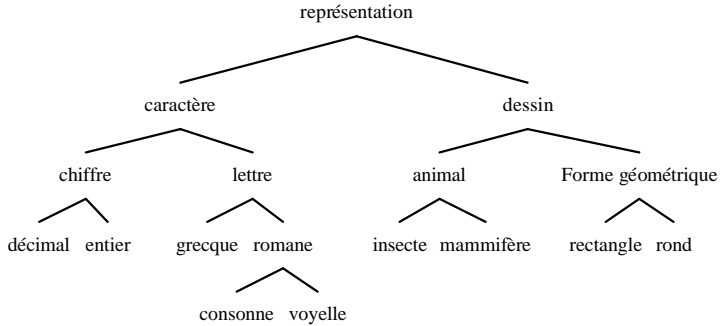 représentation
caractère dessin
chiffre lettre animal Forme géométrique
décimal entier grecque romane insecte mammifère rectangle rond
consonne voyelle